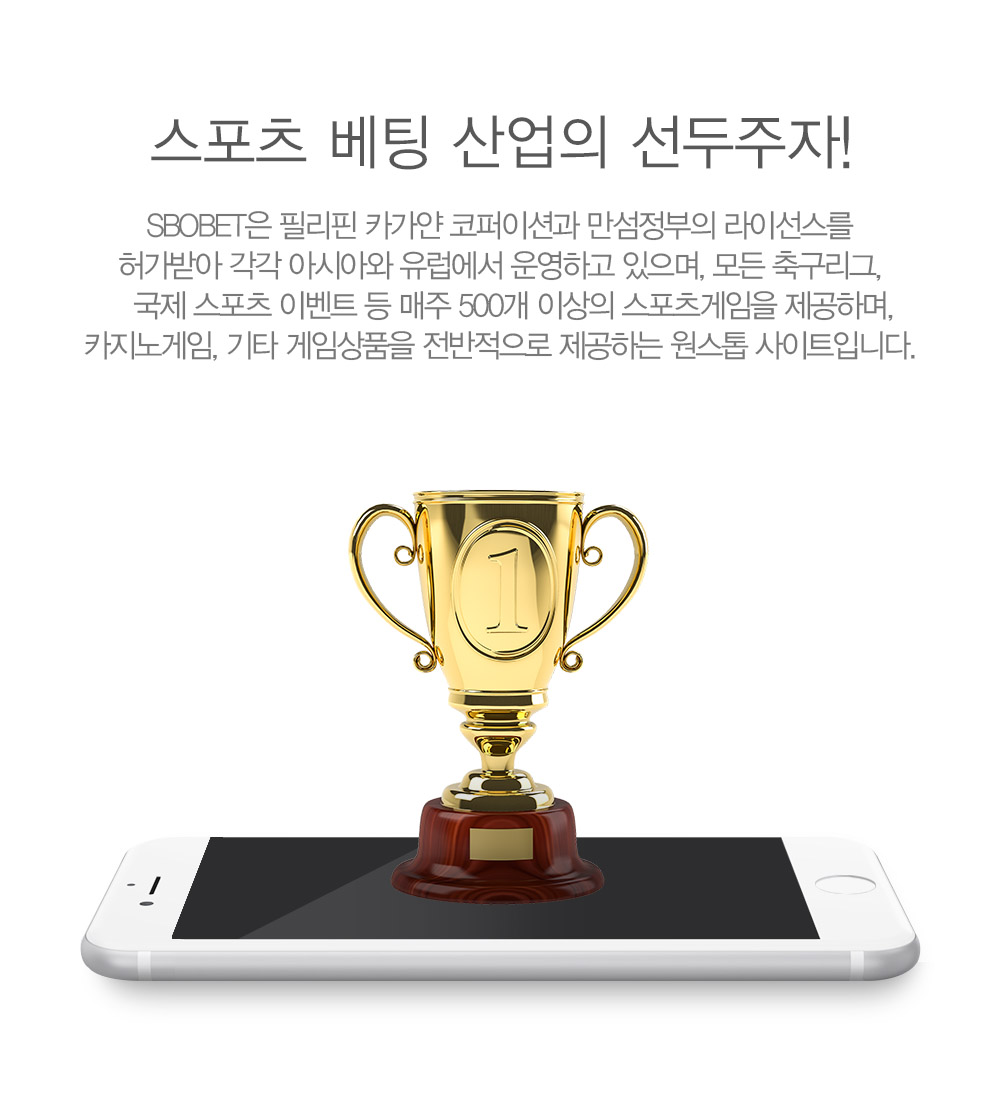 스포츠 베팅 산업의 선두주자!
SBOBET은 필리핀 카가얀 코퍼이션과 만섬정부의 라이선스를
허가받아 각각 아시아와 유럽에서 운영하고 있으며, 모든 축구리그,
국제 스포츠 이벤트 등 매주 500개 이상의 스포츠게임을 제공하며,
카지노게임, 기타 게임상품을 전반적으로 제공하는 원스톱 사이트입니다.
1